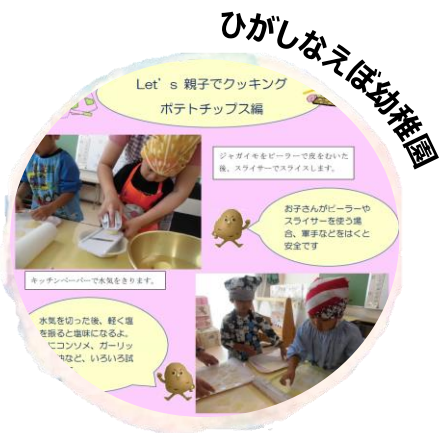 ひがしなえぼ幼稚園
Let’s 親子でクッキング
ポテトチップス編
ジャガイモをピーラーで皮をむいた
後、スライサーでスライスします。
お子さんがピーラーや
スライサーを使う場
合、軍手などをはくと
安全です
キッチンペーパーで水気をきります。
水気を切った後、軽く塩
を振ると塩味になるよ。
にコンソメ、ガーリッ
など、いろいろ試